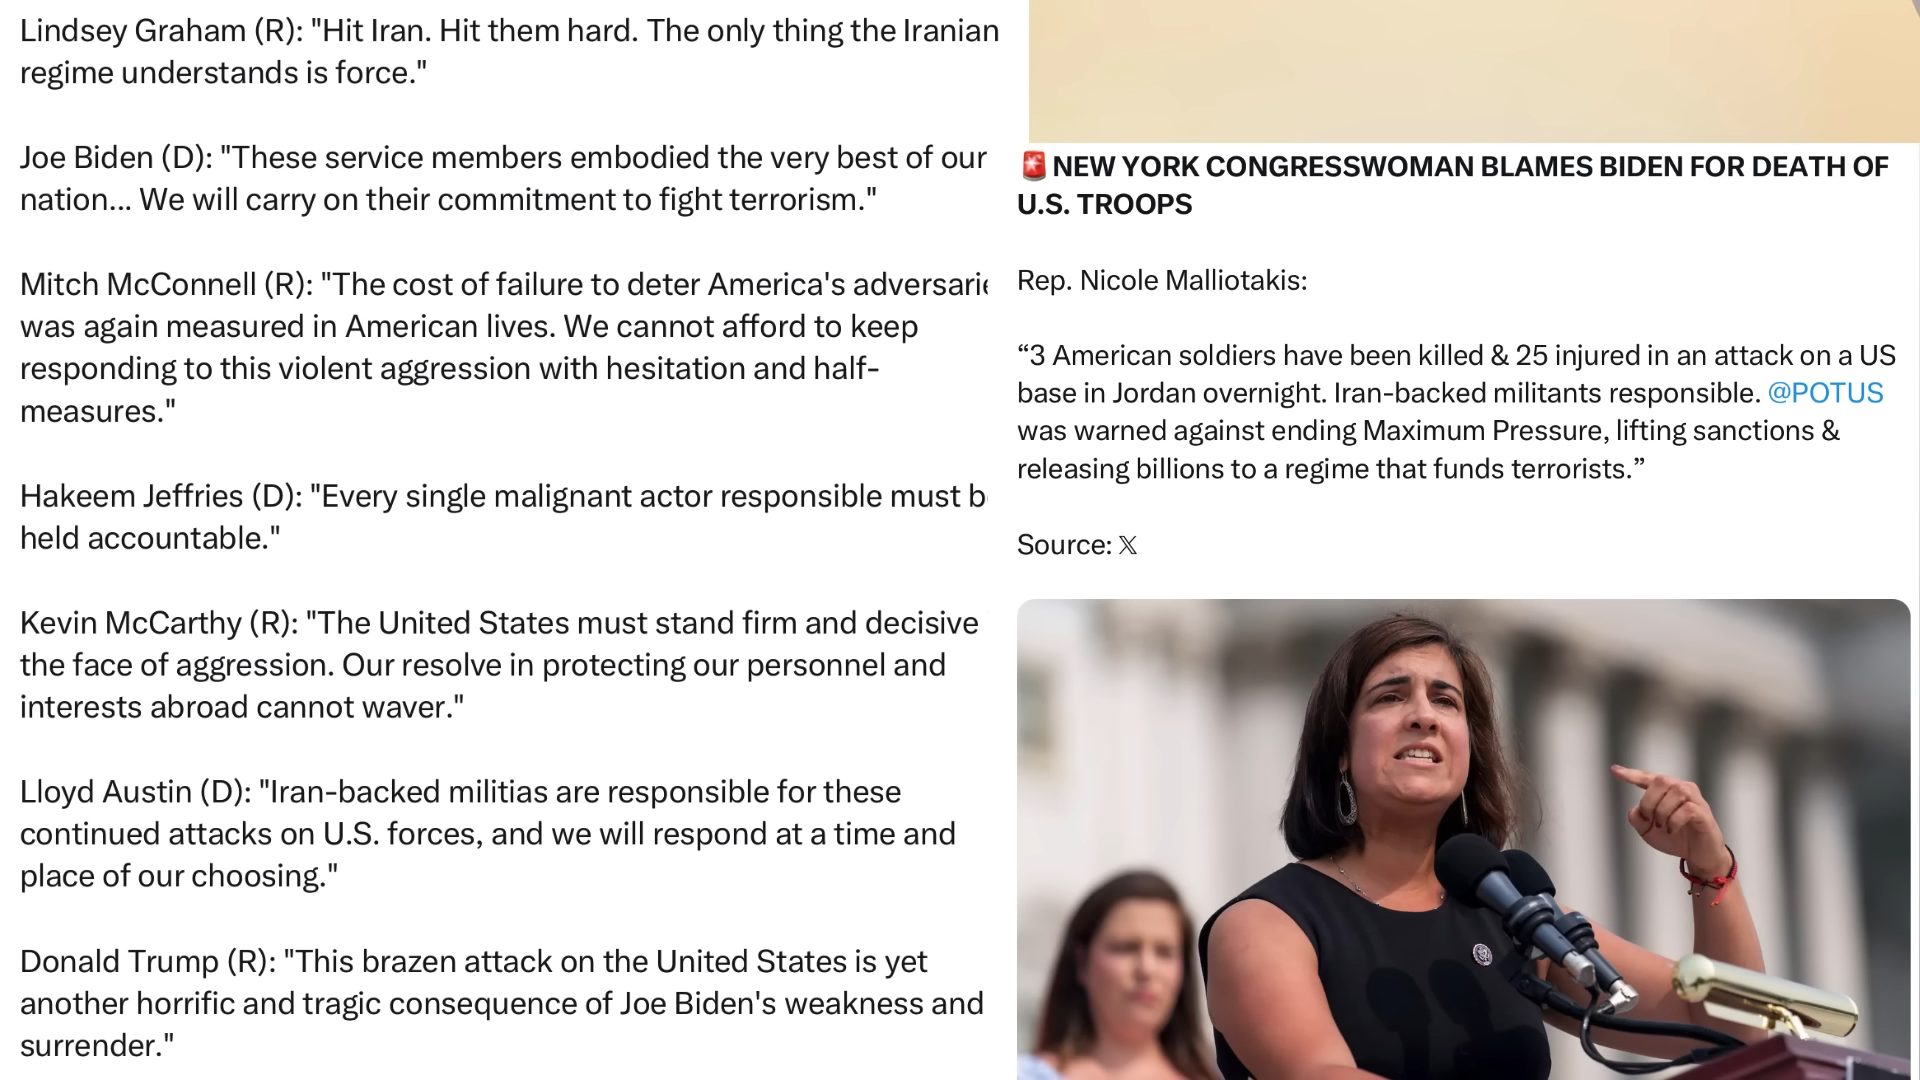 Lindsey Graham (R): "Hit Iran. Hit them hard. The only thing the Iranian
regime understands is force."
Joe Biden (D): "These service members embodied the very best of our
nation... We will carry on their commitment to fight terrorism."
Mitch McConnell (R): "The cost of failure to deter America's adversarie
was again measured in American lives. We cannot afford to keep
responding to this violent aggression with hesitation and half-
measures."
Hakeem Jeffries (D): "Every single malignant actor responsible must b
held accountable."
Kevin McCarthy (R): "The United States must stand firm and decisive
the face of aggression. Our resolve in protecting our personnel and
interests abroad cannot waver."
Lloyd Austin (D): "Iran-backed militias are responsible for these
continued attacks on U.S. forces, and we will respond at a time and
place of our choosing."
Donald Trump (R): "This brazen attack on the United States is yet
another horrific and tragic consequence of Joe Biden's weakness and
surrender."
🚨NEW YORK CONGRESSWOMAN BLAMES BIDEN FOR DEATH OF
U.S. TROOPS
Rep. Nicole Malliotakis:
“3 American soldiers have been killed & 25 injured in an attack on a US
base in Jordan overnight. Iran-backed militants responsible. @POTUS
was warned against ending Maximum Pressure, lifting sanctions &
releasing billions to a regime that funds terrorists.”
Source: 𝕏